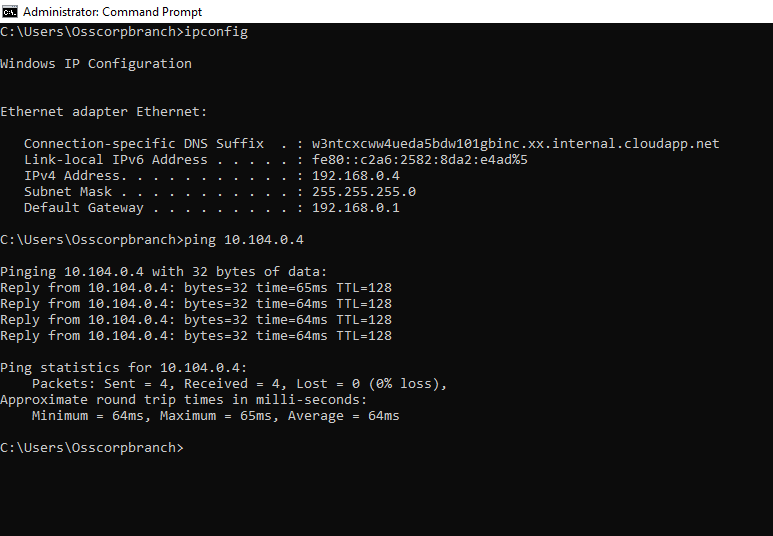 Administrator: Command Prompt
C:\Users\Osscorpbranch>ipconfig
Windows IP Configuration
Ethernet adapter Ethernet:
Connection-specific DNS Suffix  . : w3ntcxcww4ueda5bdw101gbinc.xx.internal.cloudapp.net
Link-local IPv6 Address . . . . . : fe80::c2a6:2582:8da2:e4ad%5
IPv4 Address. . . . . . . . . . . : 192.168.0.4
Subnet Mask . . . . . . . . . . . : 255.255.255.0
Default Gateway . . . . . . . . . : 192.168.0.1
C:\Users\Osscorpbranch>ping 10.104.0.4
Pinging 10.104.0.4 with 32 bytes of data:
Reply from 10.104.0.4: bytes=32 time=65ms TTL=128
Reply from 10.104.0.4: bytes=32 time=64ms TTL=128
Reply from 10.104.0.4: bytes=32 time=64ms TTL=128
Reply from 10.104.0.4: bytes=32 time=64ms TTL=128
Ping statistics for 10.104.0.4:
Packets: Sent = 4, Received = 4, Lost = 0 (0% loss),
Approximate round trip times in milli-seconds:
Minimum = 64ms, Maximum = 65ms, Average = 64ms
C:\Users\Osscorpbranch>